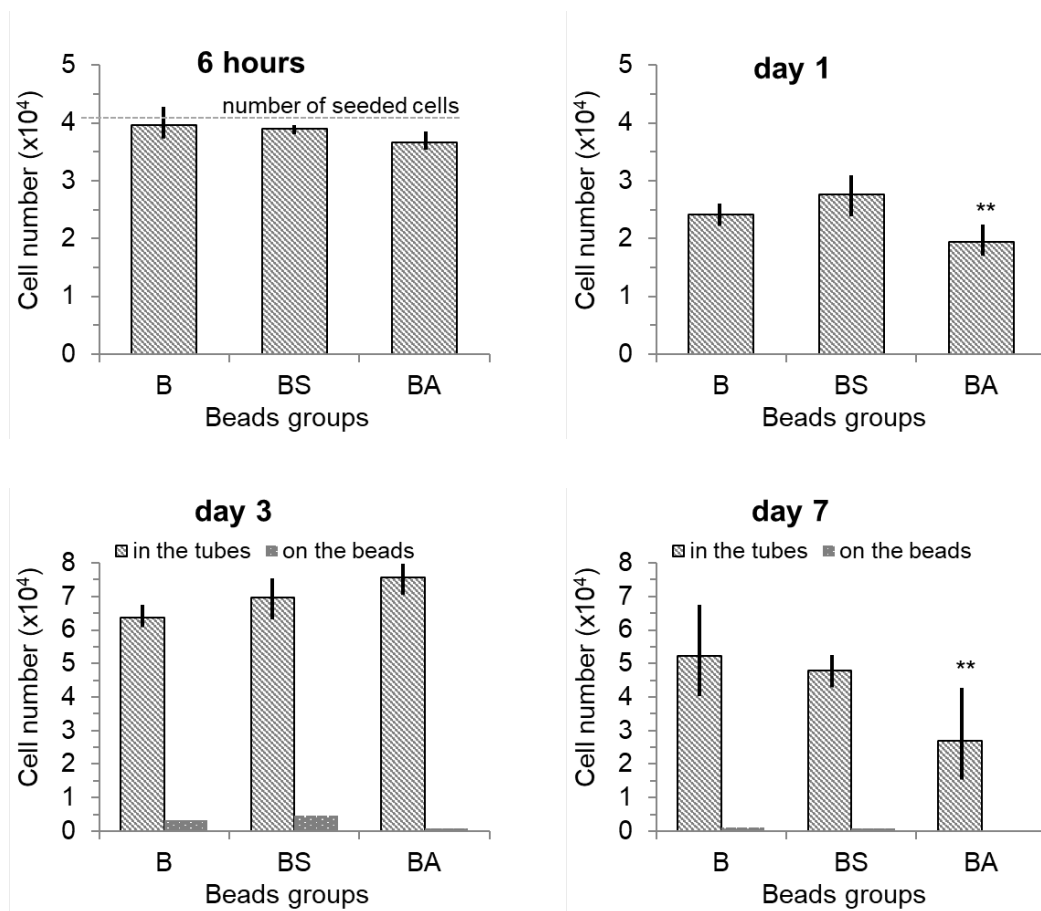 6 hours
number of seeded cells
Cell number (x10⁴)
5
4
3
2
1
0
B BS BA
Beads groups
day 1
Cell number (x10⁴)
5
4
3
2
1
0
**
B BS BA
Beads groups
day 3
in the tubes on the beads
Cell number (x10⁴)
8
7
6
5
4
3
2
1
0
B BS BA
Beads groups
day 7
in the tubes on the beads
Cell number (x10⁴)
8
7
6
5
4
3
2
1
0
**
B BS BA
Beads groups